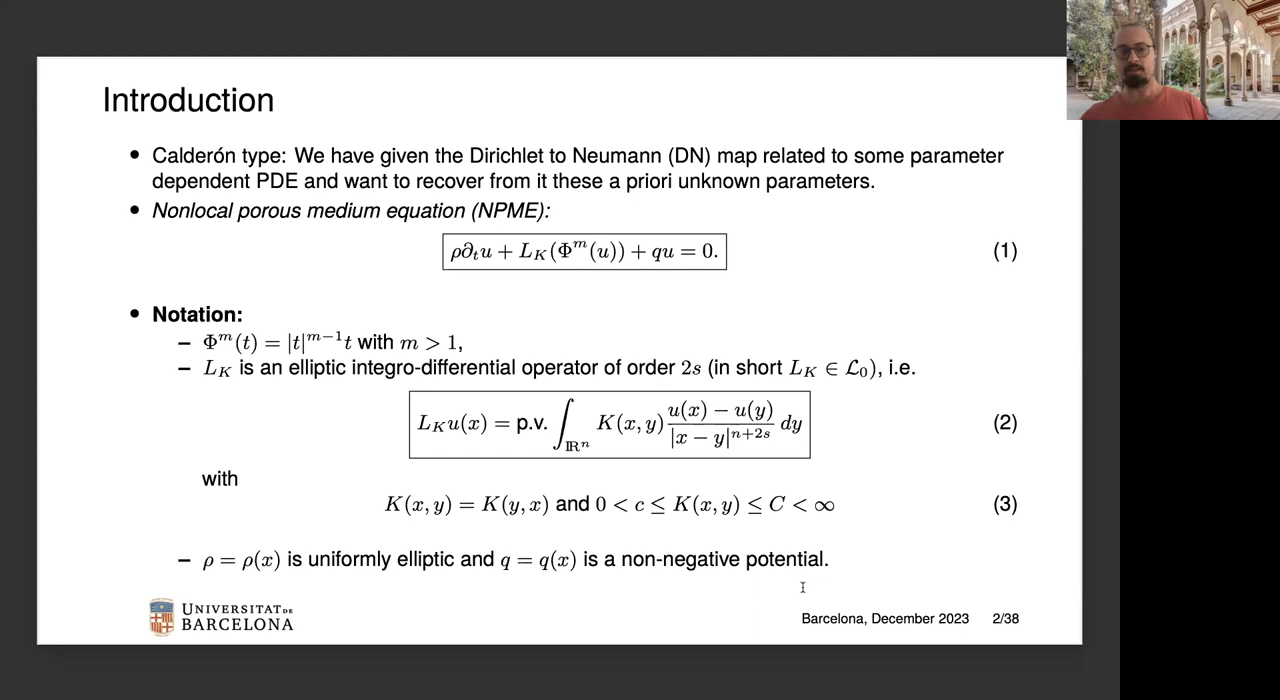 Introduction
• Calderón type: We have given the Dirichlet to Neumann (DN) map related to some parameter
dependent PDE and want to recover from it these a priori unknown parameters.
• Nonlocal porous medium equation (NPME):
ρ∂ₜu + L_K(Φᵐ(u)) + qu = 0. (1)
• Notation:
– Φᵐ(t) = |t|ᵐ⁻¹t with m > 1,
– L_K is an elliptic integro-differential operator of order 2s (in short L_K ∈ ℒ₀), i.e.
L_K u(x) = p.v. ∫_{ℝⁿ} K(x, y) \frac{u(x) − u(y)}{|x − y|^{n+2s}} dy (2)
with
K(x, y) = K(y, x) and 0 < c ≤ K(x, y) ≤ C < ∞ (3)
– ρ = ρ(x) is uniformly elliptic and q = q(x) is a non-negative potential.
UNIVERSITAT DE
BARCELONA
Barcelona, December 2023 2/38